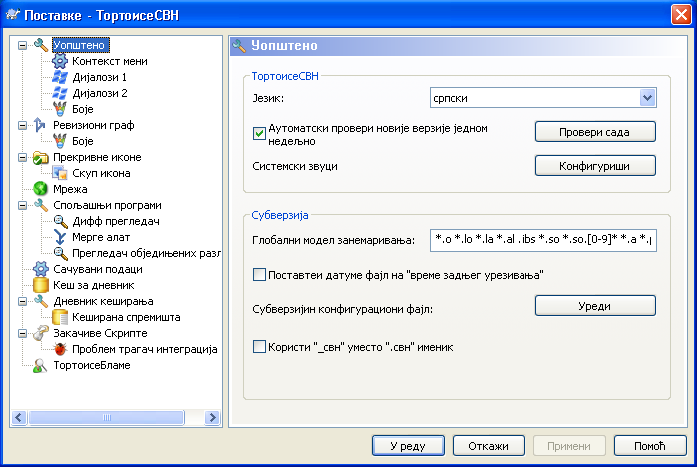 Поставке - ТортоисеСВН
Уопштено
Контекст мени
Дијалози 1
Дијалози 2
Боје
Ревизиони граф
Боје
Прекривне иконе
Скуп икона
Мрежа
Спољашњи програми
Дифф прегледач
Мерге алат
Прегледач обједињених разл
Сачувани подаци
Кеш за дневник
Дневник кеширања
Кеширана спремишта
Закачиве Скрипте
Проблем трагач интеграција
ТортоисеБламе
Уопштено
ТортоисеСВН
Језик:
српски
Аутоматски провери новије верзије једном
недељно
Провери сада
Системски звуци
Конфигуриши
Субверзија
Глобални модел занемаривања:
*.o *.lo *.la *.al .ibs *.so *.so.[0-9]* *.a *.
Поставтеи датуме фајл на "време задњег урезивања"
Субверзијин конфигурациони фајл:
Уреди
Користи "_свн" уместо ".свн" именик
У реду
Откажи
Примени
Помоћ